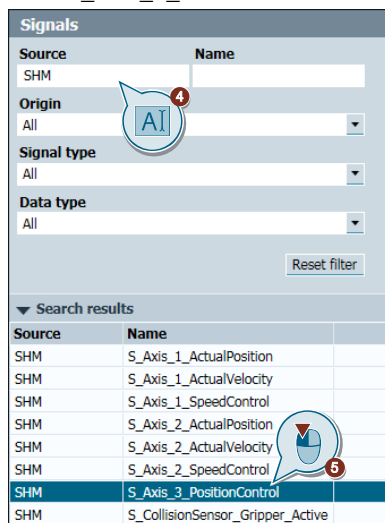 Signals
Source Name
SHM
4
AI
Origin
All
Signal type
All
Data type
All
Reset filter
Search results
Source Name
SHM S_Axis_1_ActualPosition
SHM S_Axis_1_ActualVelocity
SHM S_Axis_1_SpeedControl
SHM S_Axis_2_ActualPosition
SHM S_Axis_2_ActualVelocity
SHM S_Axis_2_SpeedControl
5
SHM S_Axis_3_PositionControl
SHM S_CollisionSensor_Gripper_Active